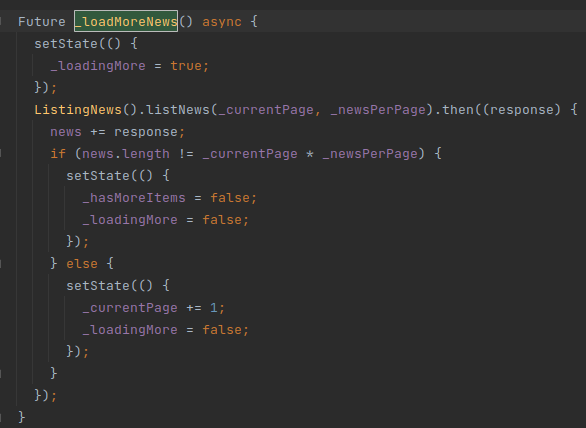 Future _loadMoreNews() async {
  setState(() {
    _loadingMore = true;
  });
  ListingNews().listNews(_currentPage, _newsPerPage).then((response) {
    news += response;
    if (news.length != _currentPage * _newsPerPage) {
      setState(() {
        _hasMoreItems = false;
        _loadingMore = false;
      });
    } else {
      setState(() {
        _currentPage += 1;
        _loadingMore = false;
      });
    }
  });
}